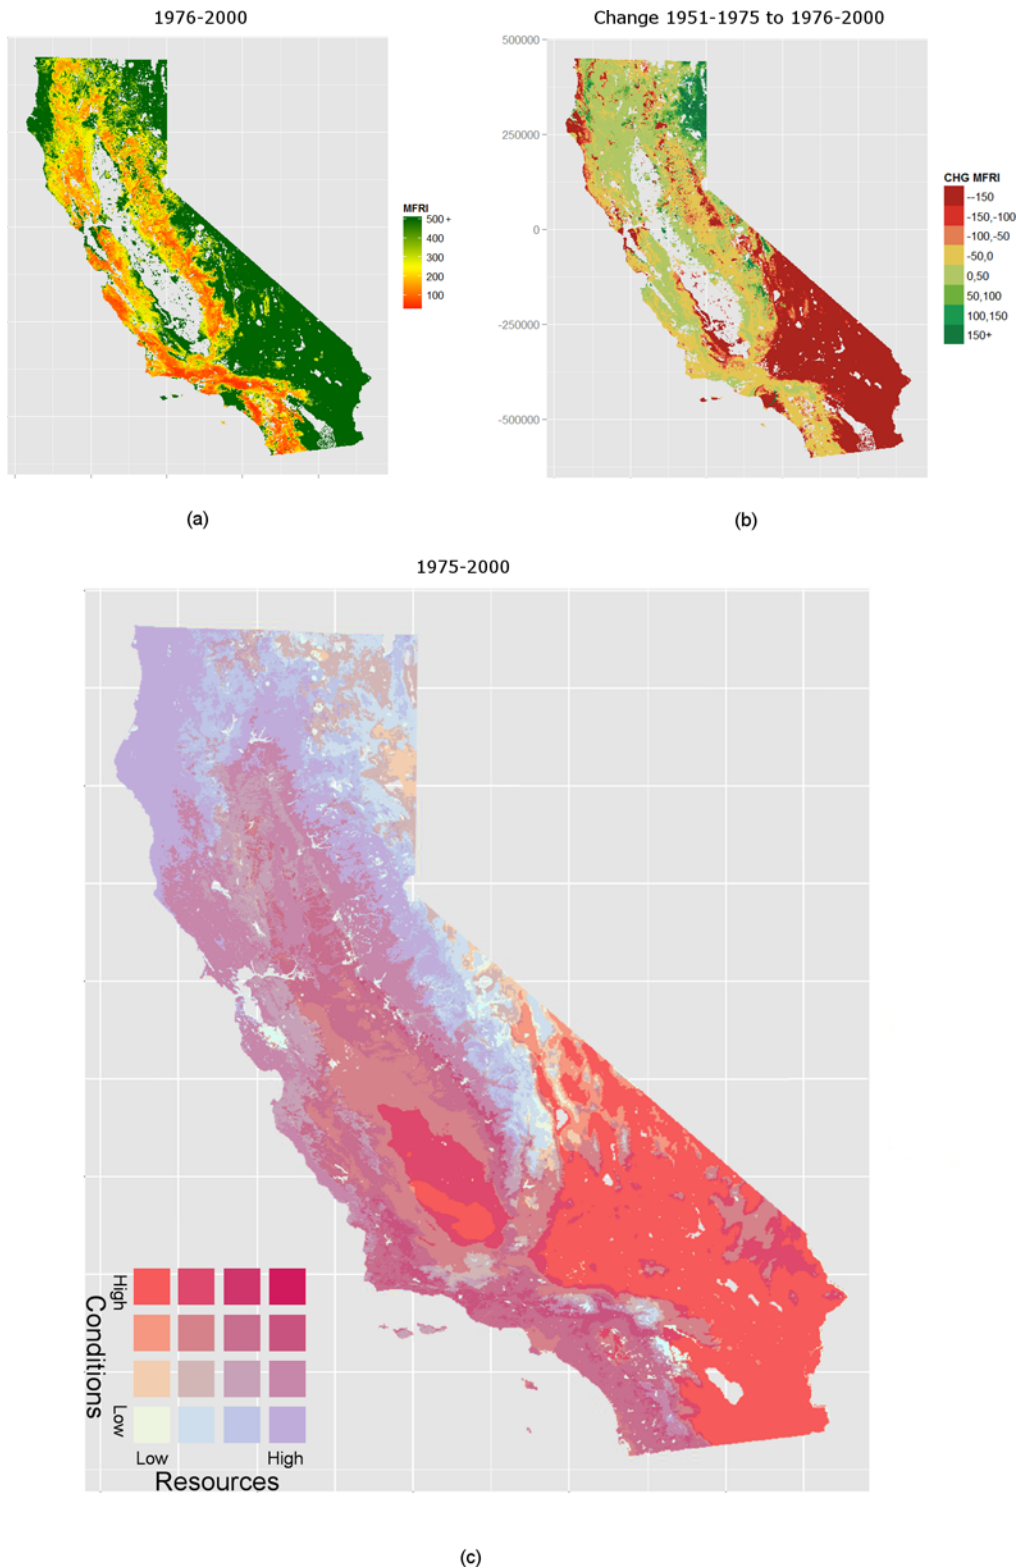 1976-2000
MFRI
500 +
400
300
200
100
(a)
Change 1951-1975 to 1976-2000
500000
250000
0
-250000
-500000
CHG MFRI
--150
-150,-100
-100,-50
-50,0
0,50
50,100
100,150
150+
(b)
1975-2000
High
Conditions
Low
Low
High
Resources
(c)